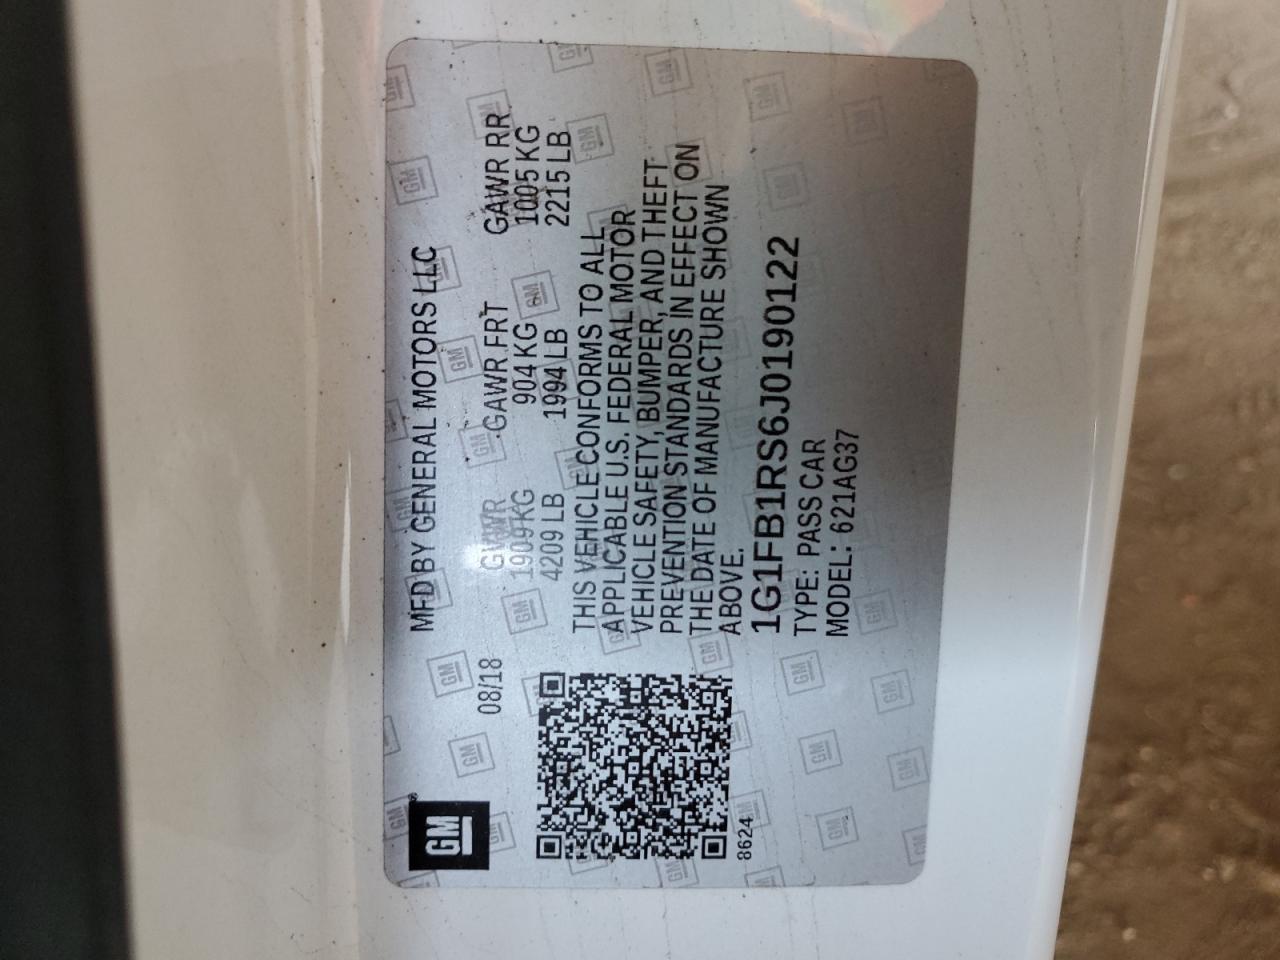 GM
MFD BY GENERAL MOTORS LLC
08/18 GVWR GAWR FRT GAWR RR
1909 KG 904 KG 1005 KG
4209 LB 1994 LB 2215 LB
THIS VEHICLE CONFORMS TO ALL
APPLICABLE U.S. FEDERAL MOTOR
VEHICLE SAFETY, BUMPER, AND THEFT
PREVENTION STANDARDS IN EFFECT ON
THE DATE OF MANUFACTURE SHOWN
ABOVE.
1G1FB1RS6J0190122
8624
TYPE: PASS CAR
MODEL: 621AG37